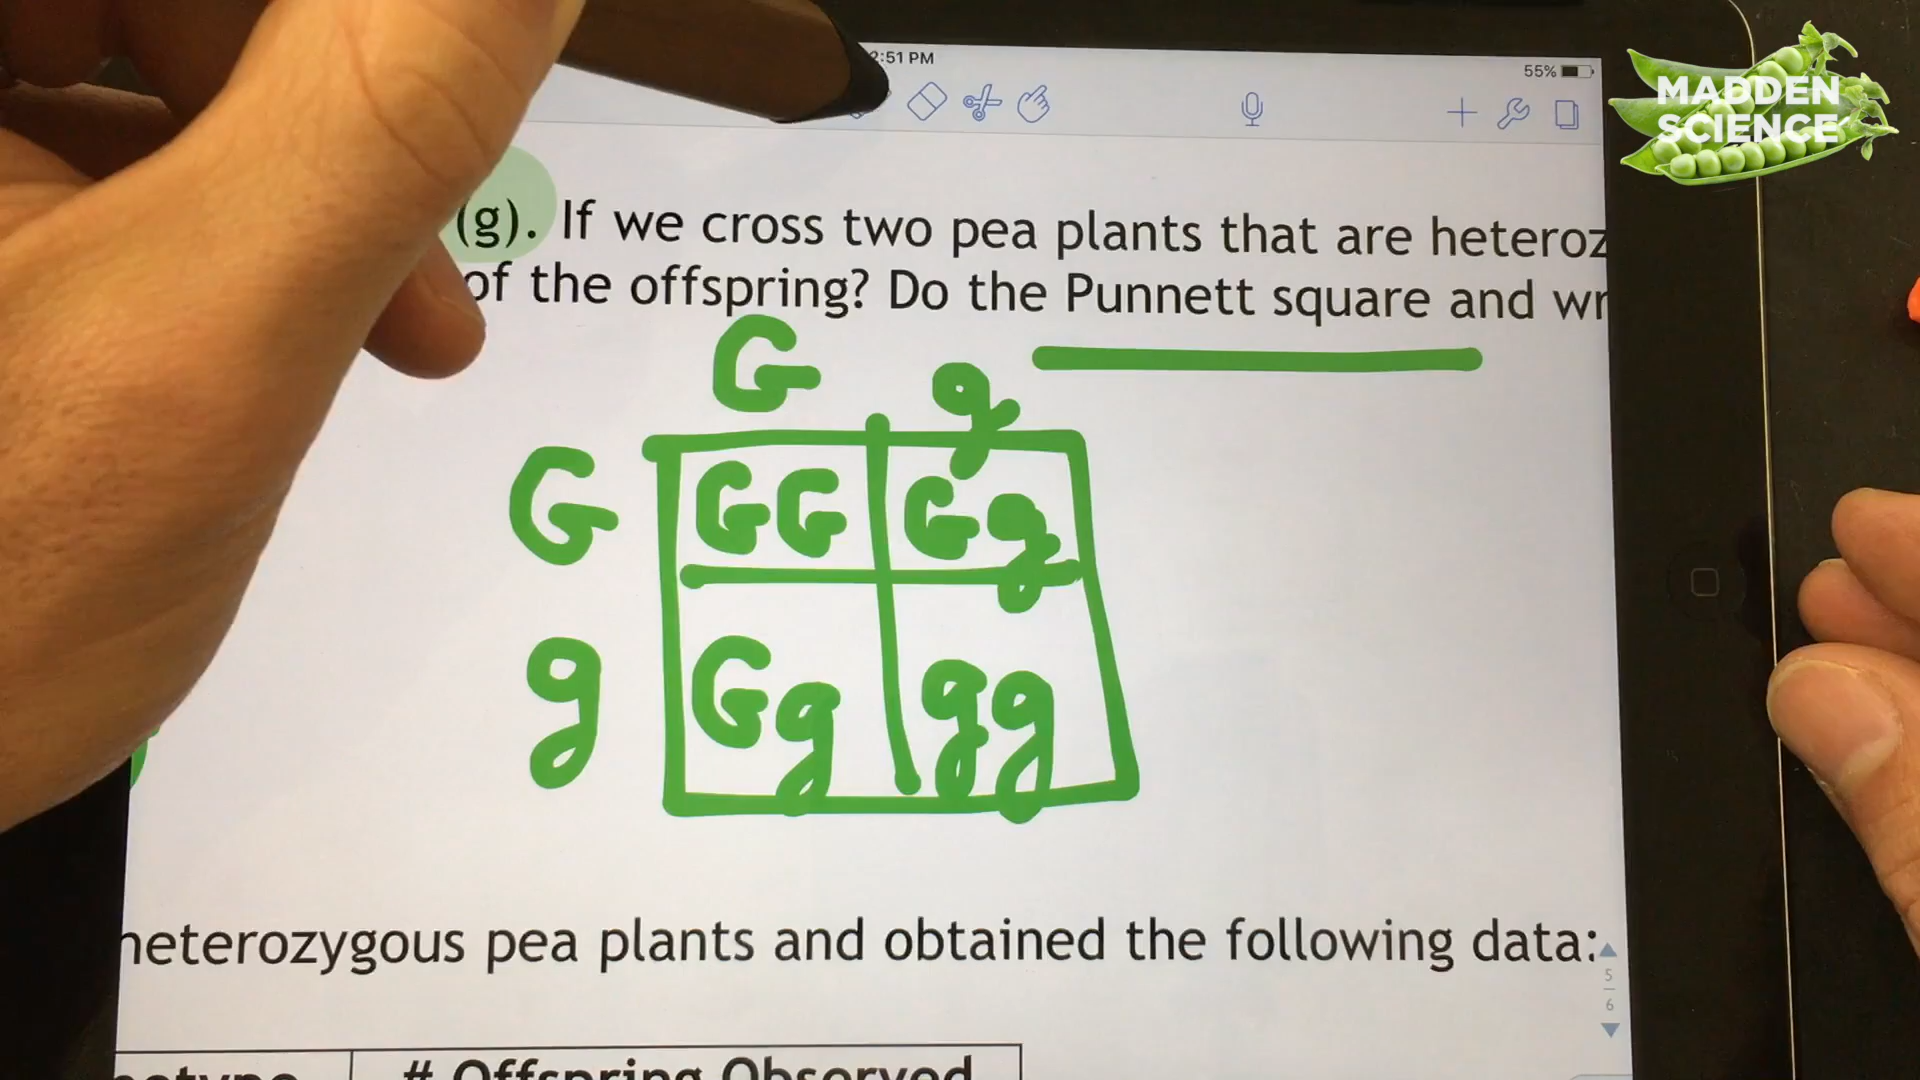 2:51 PM
55%
MADDEN
SCIENCE
(g). If we cross two pea plants that are heteroz
of the offspring? Do the Punnett square and wr
G g
G GG Gg
g Gg gg
heterozygous pea plants and obtained the following data:
5
6
# Offspring Observed